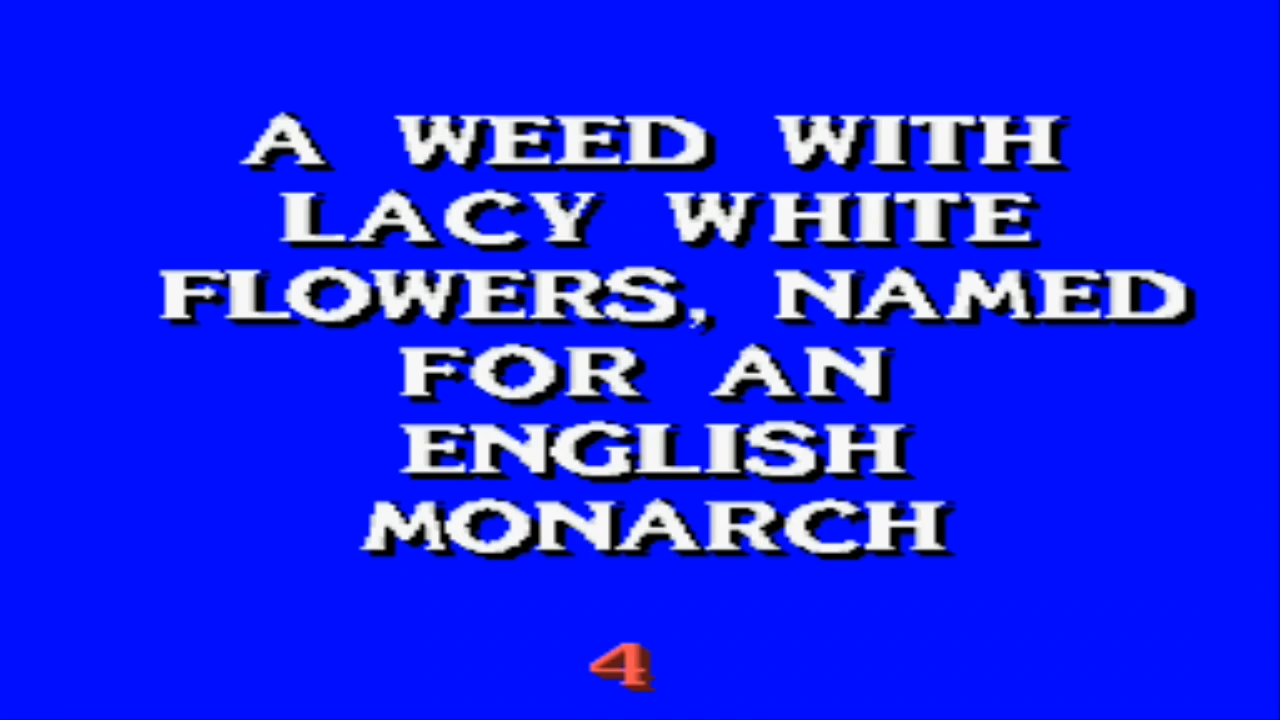 A WEED WITH
LACY WHITE
FLOWERS, NAMED
FOR AN
ENGLISH
MONARCH
4